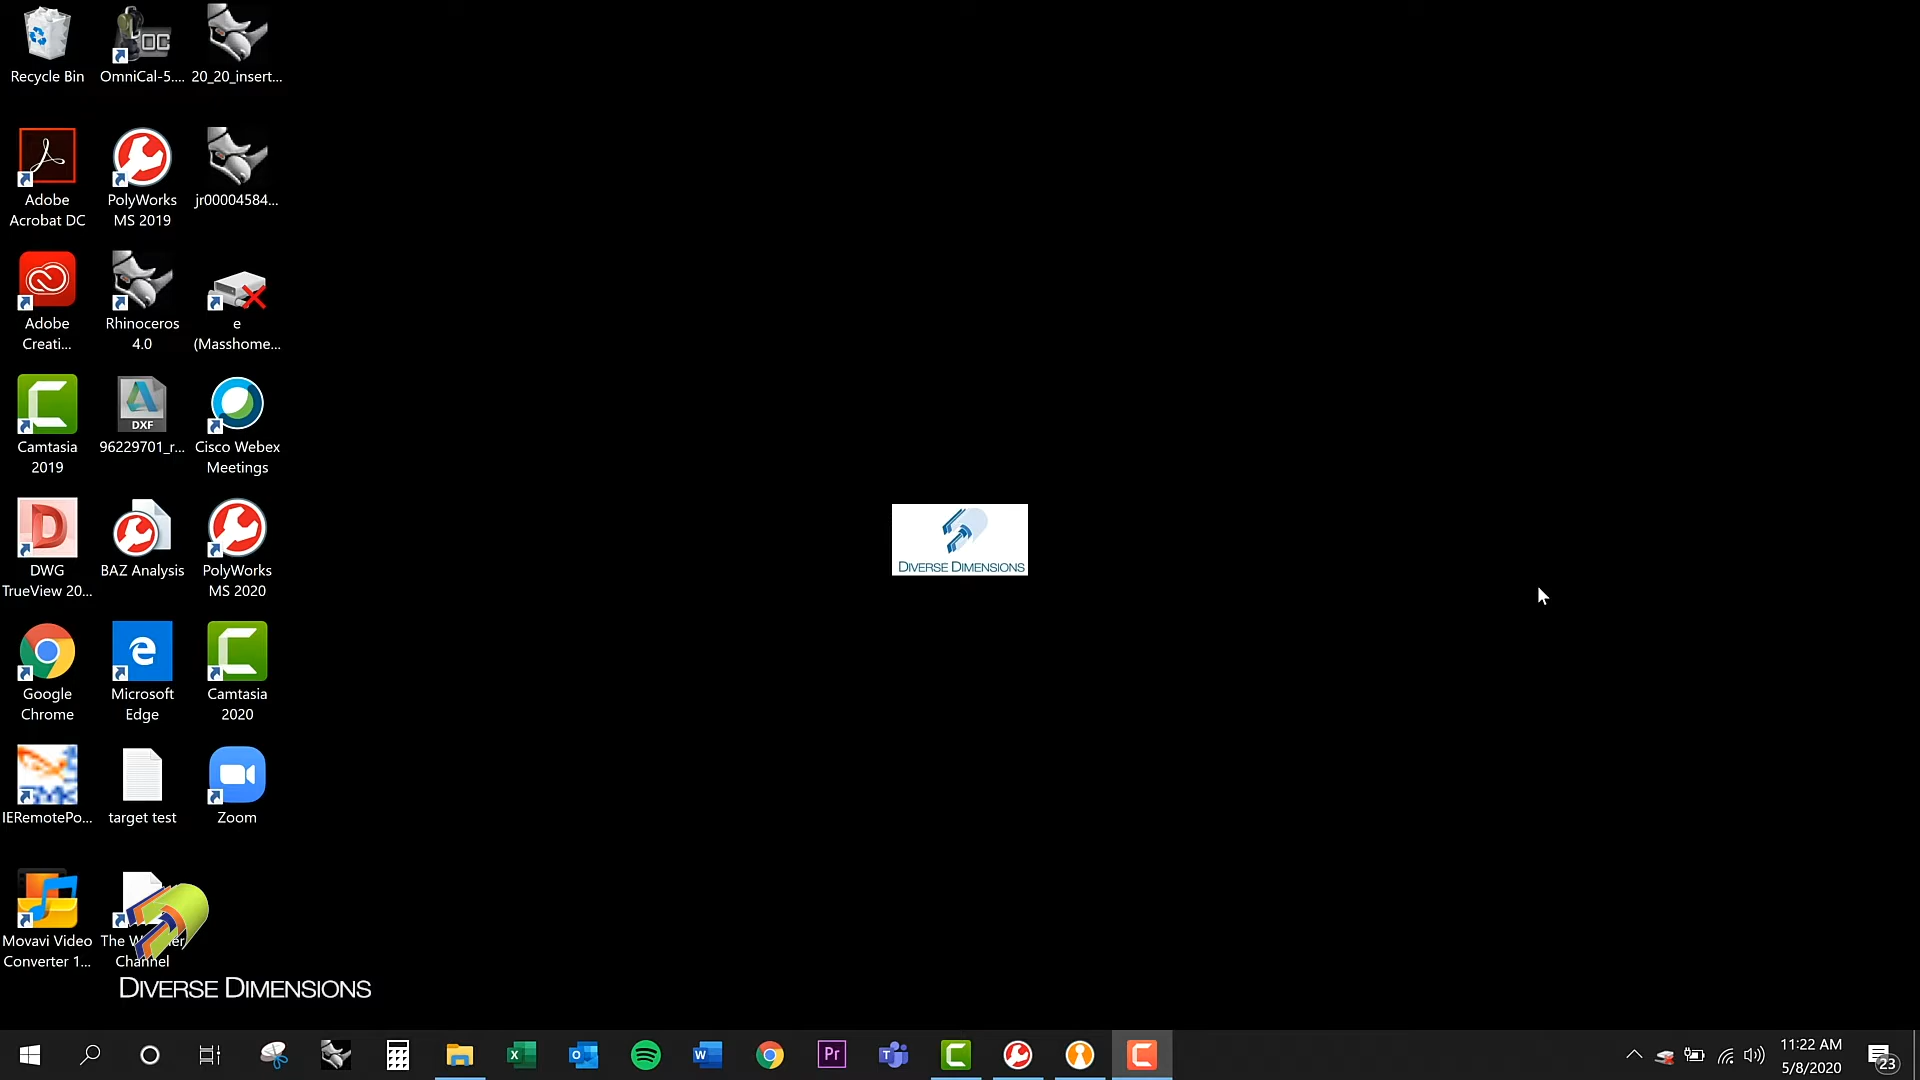 Recycle Bin
OmniCal-5....
OC
20_20_insert...
Adobe
Acrobat DC
PolyWorks
MS 2019
jr00004584...
Adobe
Creati...
Rhinoceros
4.0
e
(Masshome...
Camtasia
2019
DXF
96229701_r...
Cisco Webex
Meetings
DWG
TrueView 20...
BAZ Analysis
PolyWorks
MS 2020
DIVERSE DIMENSIONS
Google
Chrome
Microsoft
Edge
Camtasia
2020
IERemotePo...
target test
Zoom
Movavi Video
Converter 1...
The
Channel
DIVERSE DIMENSIONS
Pr
11:22 AM
5/8/2020
23